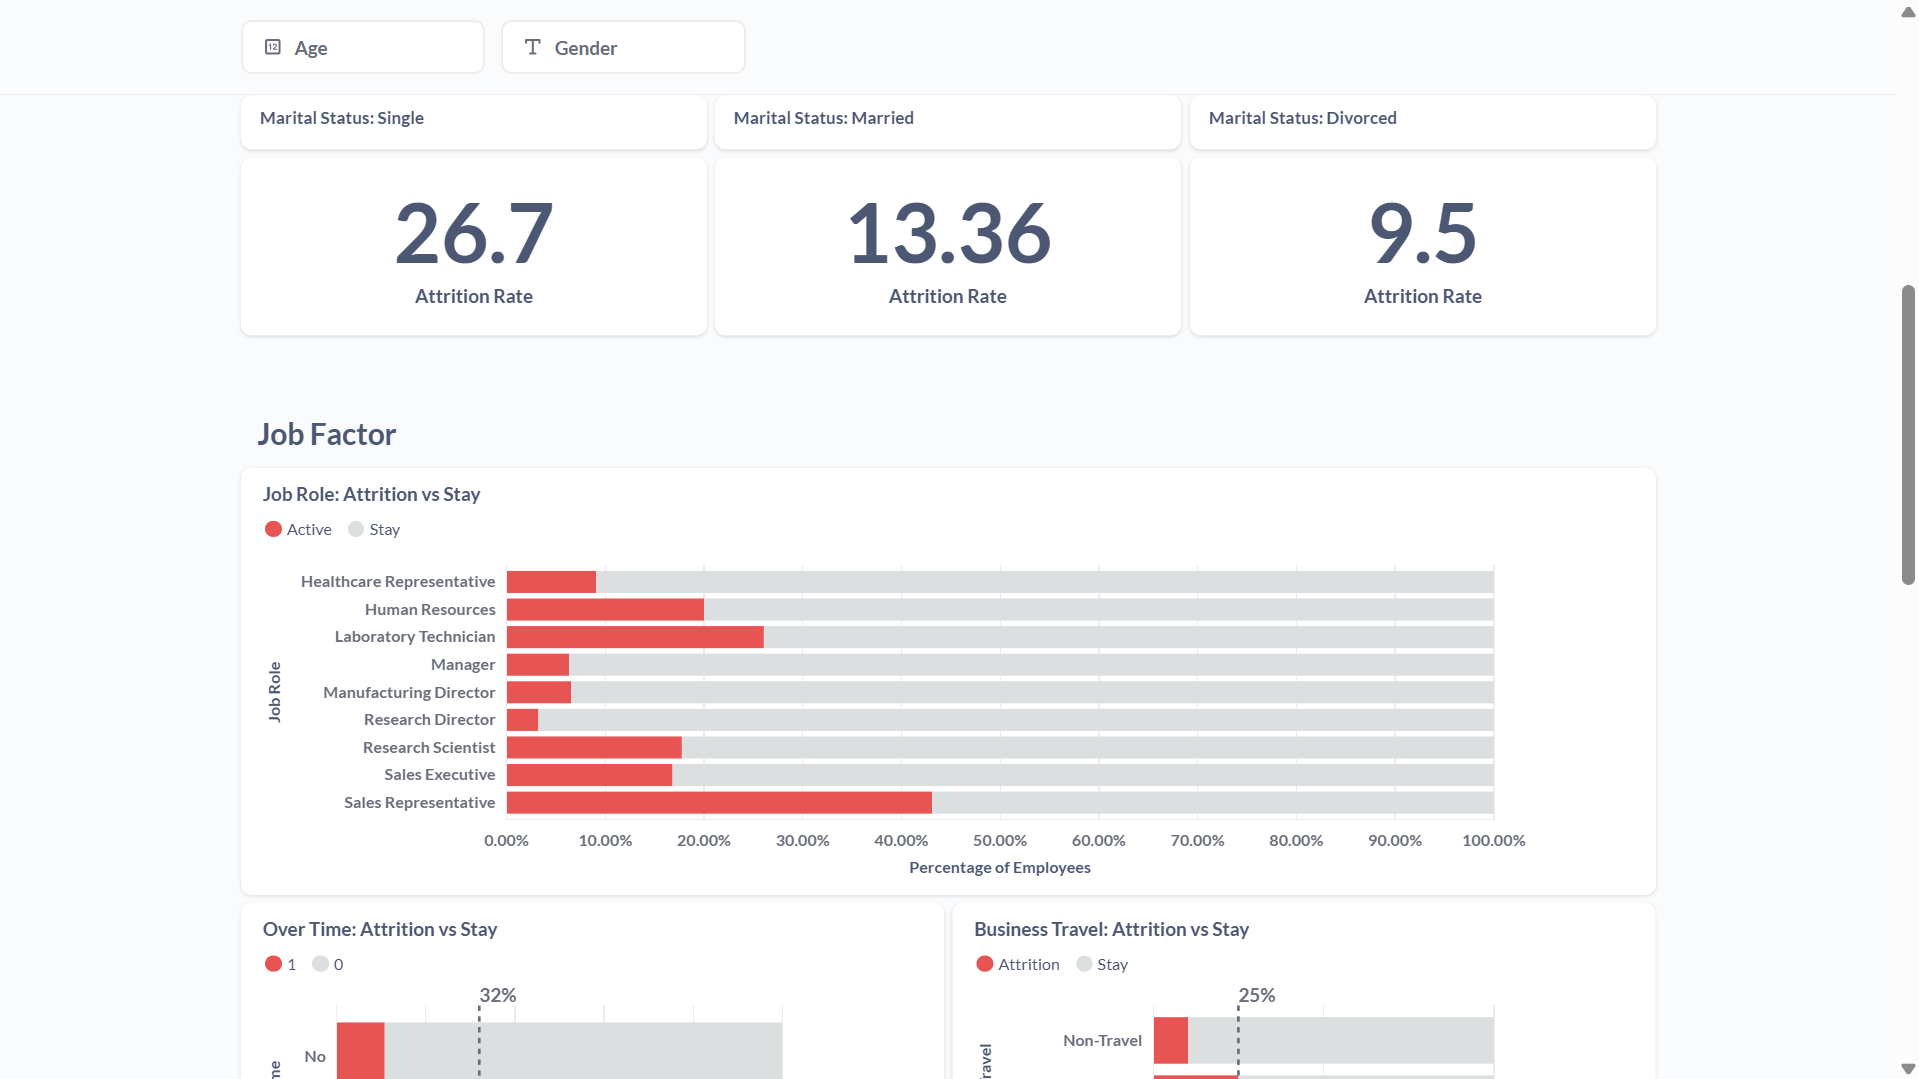 12 Age
Gender
Marital Status: Single
Marital Status: Married
Marital Status: Divorced
26.7
Attrition Rate
13.36
Attrition Rate
9.5
Attrition Rate
Job Factor
Job Role: Attrition vs Stay
Active Stay
Job Role
Healthcare Representative
Human Resources
Laboratory Technician
Manager
Manufacturing Director
Research Director
Research Scientist
Sales Executive
Sales Representative
0.00% 10.00% 20.00% 30.00% 40.00% 50.00% 60.00% 70.00% 80.00% 90.00% 100.00%
Percentage of Employees
Over Time: Attrition vs Stay
1 0
32%
No
me
Business Travel: Attrition vs Stay
Attrition Stay
25%
Non-Travel
ravel